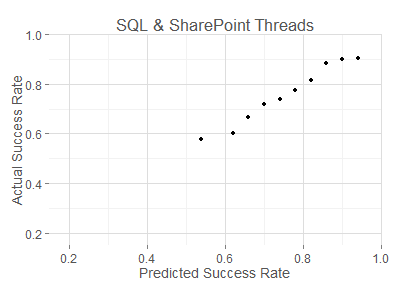 SQL & SharePoint Threads
1.0
0.8
0.6
0.4
0.2
Actual Success Rate
0.2 0.4 0.6 0.8 1.0
Predicted Success Rate